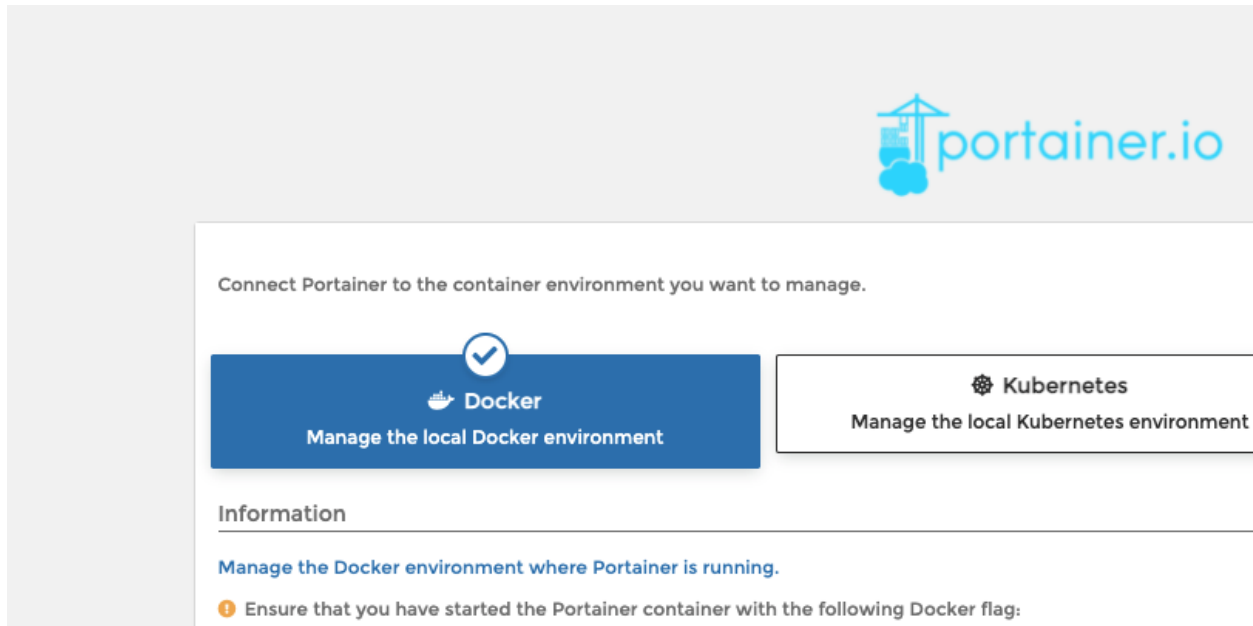 portainer.io
Connect Portainer to the container environment you want to manage.
Docker
Manage the local Docker environment
Kubernetes
Manage the local Kubernetes environment
Information
Manage the Docker environment where Portainer is running.
Ensure that you have started the Portainer container with the following Docker flag: